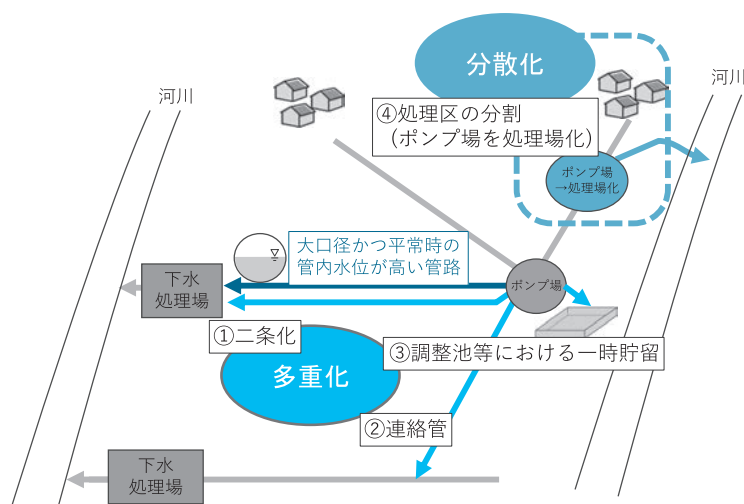 分散化
河川
河川
④処理区の分割
（ポンプ場を処理場化）
ポンプ場
→処理場化
大口径かつ平常時の
管内水位が高い管路
下水
処理場
ポンプ場
①二条化
③調整池等における一時貯留
多重化
②連絡管
下水
処理場